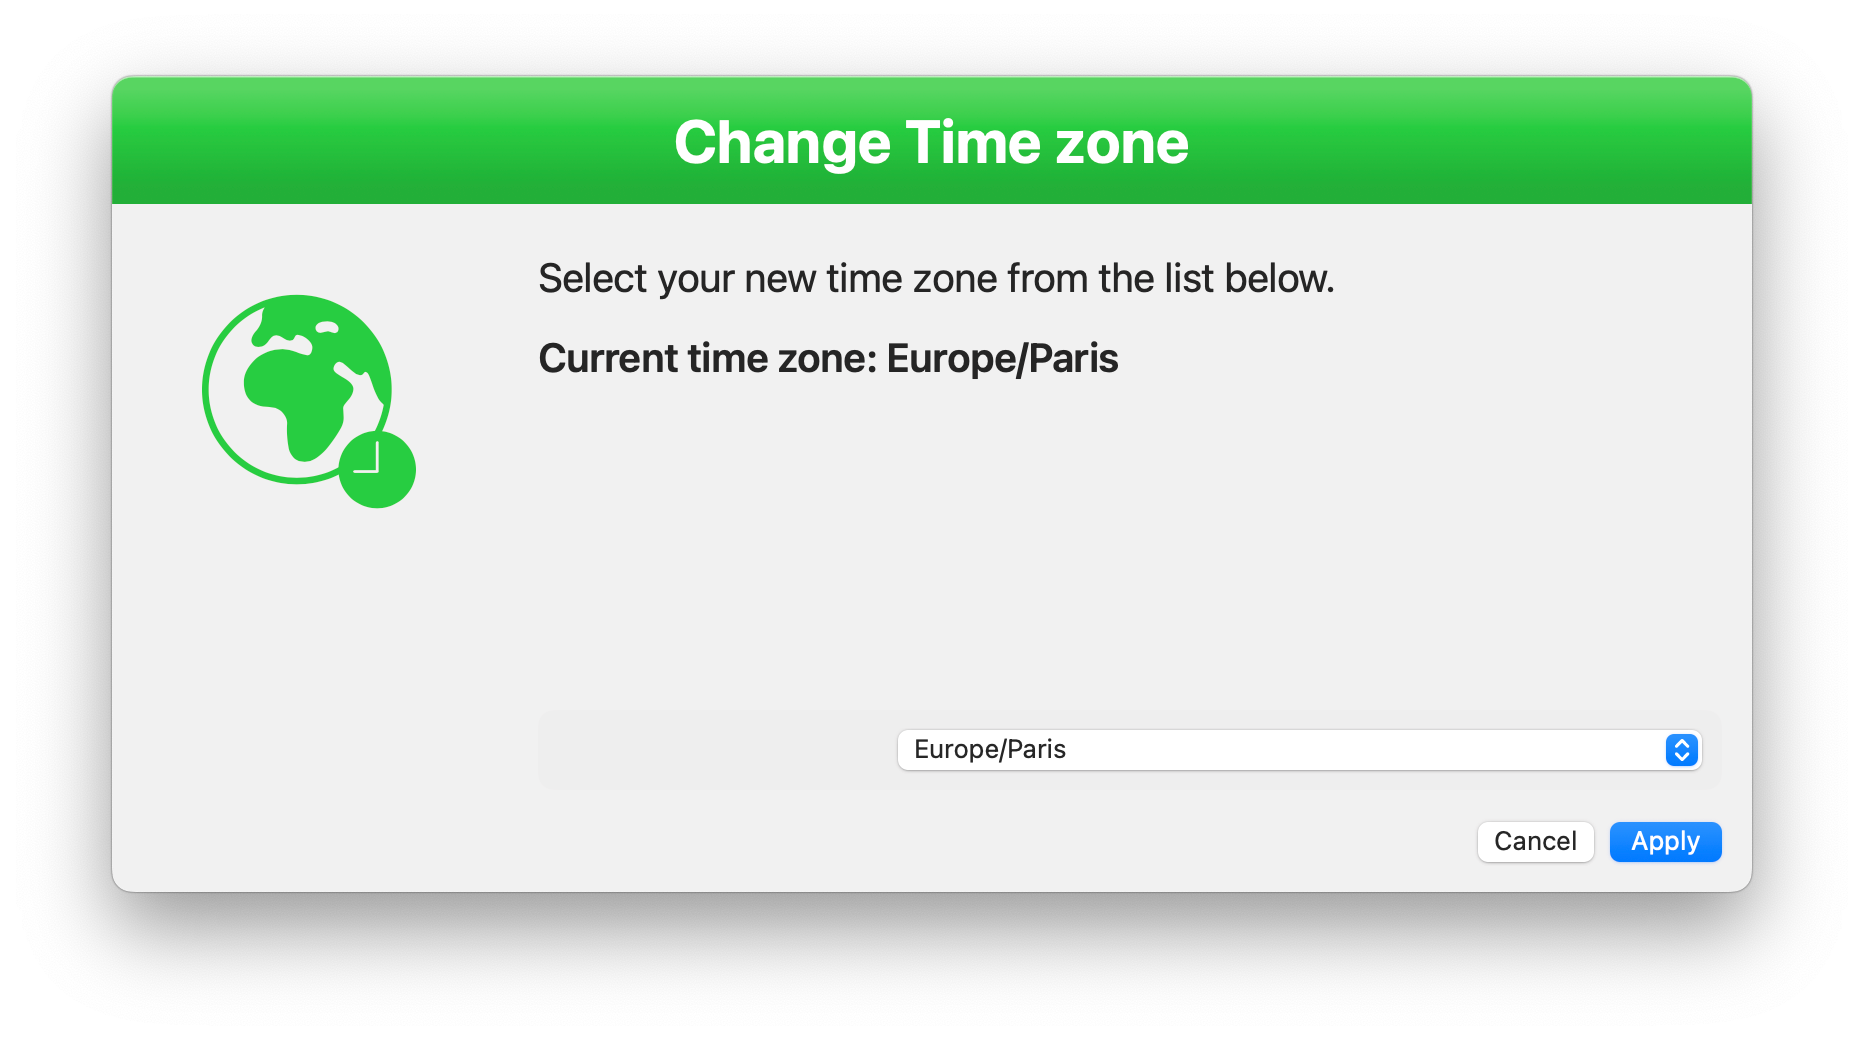 Change Time zone
Select your new time zone from the list below.
Current time zone: Europe/Paris
Europe/Paris
Cancel
Apply